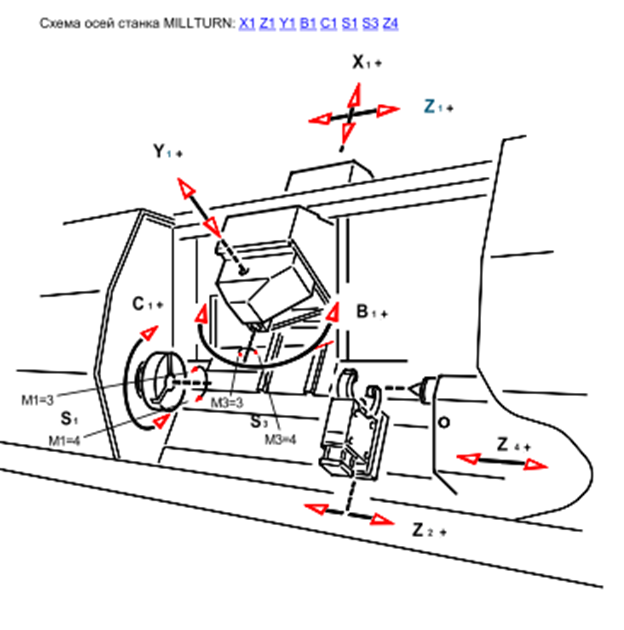 Схема осей станка MILLTURN: X1 Z1 Y1 B1 C1 S1 S3 Z4
X1+
Z1+
Y1+
C1+
B1+
M1=3
M3=3
S1
S3
M1=4
M3=4
Z4+
Z2+